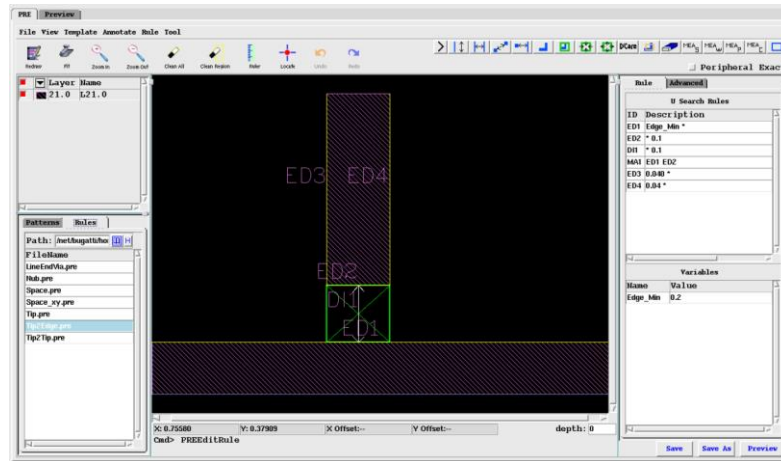 PRE Preview
File View Template Annotate Rule Tool
Redraw Fit Zoom In Zoom Out Clean All Clean Region Ruler Locate Undo Redo
Peripheral Exac
Layer Name
21.0 L21.0
Patterns Rules
Path: /net/bugatti/ho
FileName
LineEndVia.pre
Nub.pre
Space.pre
Space_xy.pre
Tip.pre
Tip2Edge.pre
Tip2Tip.pre
ED3 ED4
ED2
DI1
ED1
X: 0.75500 Y: 0.37909 X Offset:-- Y Offset:-- depth: 0
Cmd> PREEditRule
Rule Advanced
U Search Rules
ID Description
ED1 Edge_Min *
ED2 * 0.1
DI1 * 0.1
MA1 ED1 ED2
ED3 0.040 *
ED4 0.04 *
Variables
Name Value
Edge_Min 0.2
Save Save As Preview